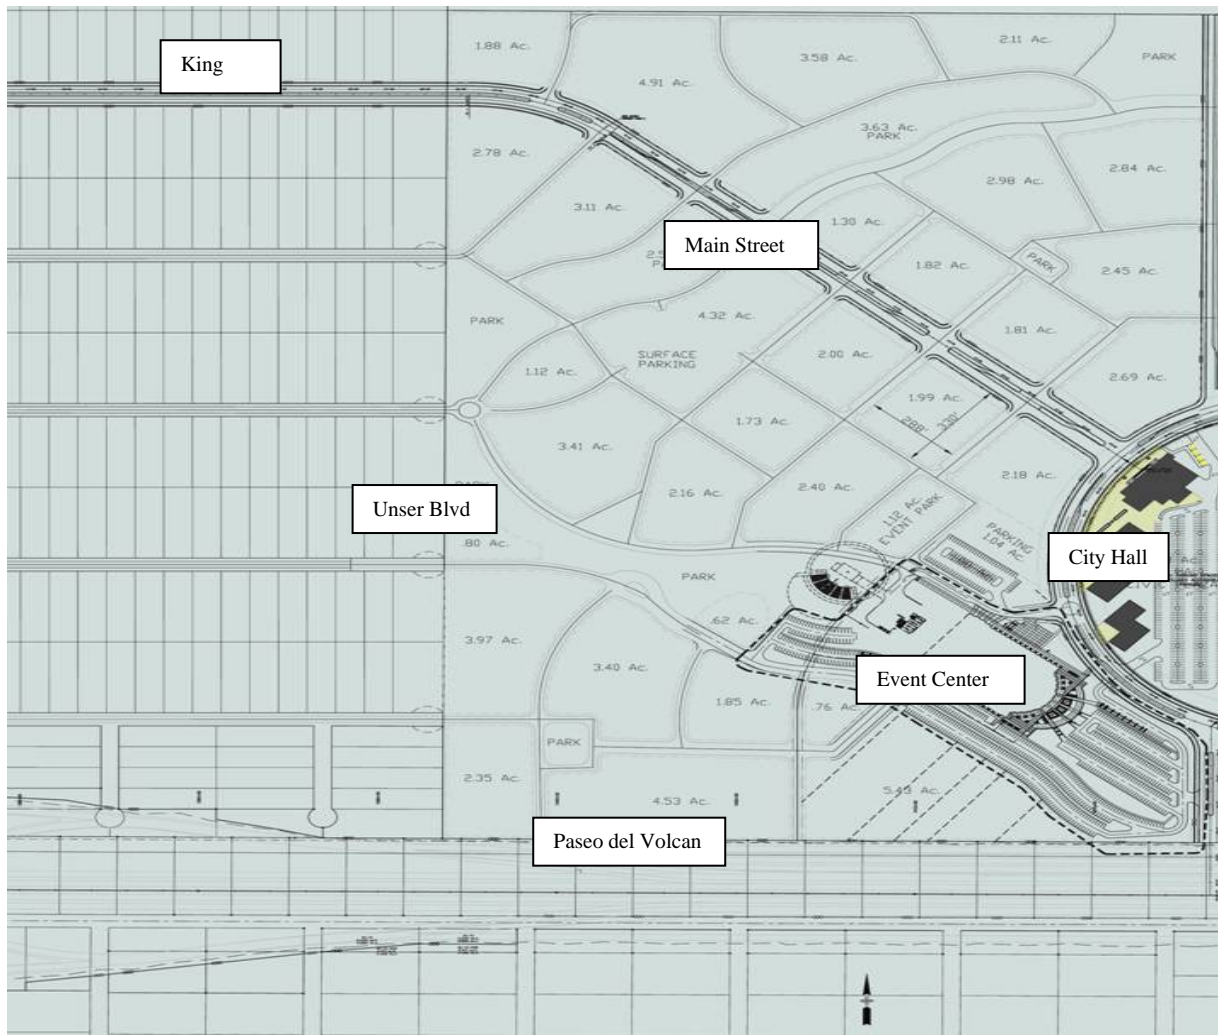 King
1.88 Ac.
4.91 Ac.
3.58 Ac.
2.11 Ac.
PARK
3.63 Ac.
PARK
2.78 Ac.
3.11 Ac.
2.98 Ac.
2.84 Ac.
Main Street
1.30 Ac.
1.82 Ac.
PARK
2.45 Ac.
PARK
4.32 Ac.
SURFACE
PARKING
2.00 Ac.
1.81 Ac.
1.12 Ac.
2.69 Ac.
1.99 Ac.
288'
330'
1.73 Ac.
3.41 Ac.
2.16 Ac.
2.40 Ac.
2.18 Ac.
Unser Blvd
1.12 Ac.
EVENT PARK
PARKING
1.04 AC
City Hall
.80 Ac.
PARK
.62 Ac.
3.97 Ac.
3.40 Ac.
Event Center
1.85 Ac.
.76 Ac.
PARK
2.35 Ac.
4.53 Ac.
Paseo del Volcan